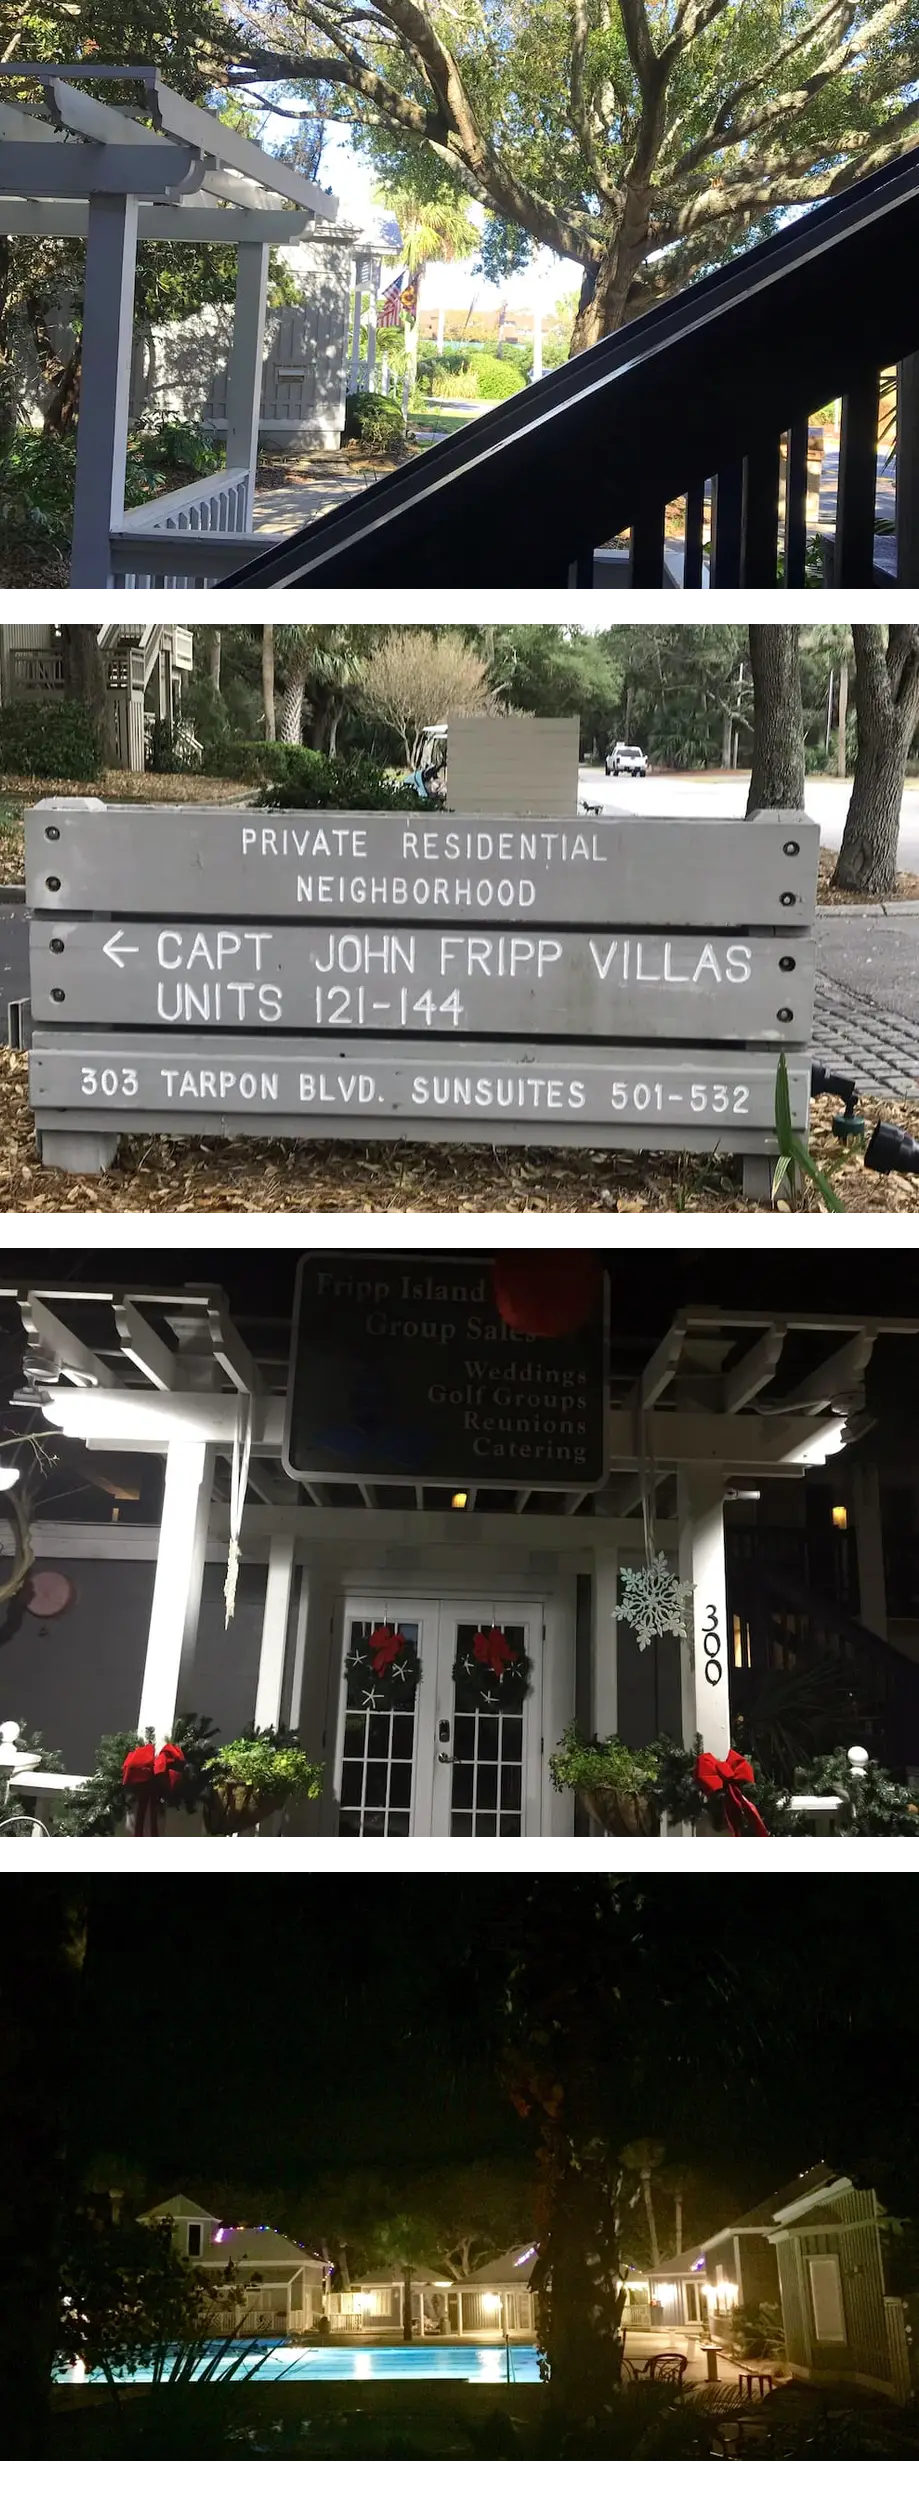 PRIVATE RESIDENTIAL
NEIGHBORHOOD
← CAPT JOHN FRIPP VILLAS
UNITS 121-144
303 TARPON BLVD. SUNSUITES 501-532
Fripp Island
Group Sales
Weddings
Golf Groups
Reunions
Catering
300